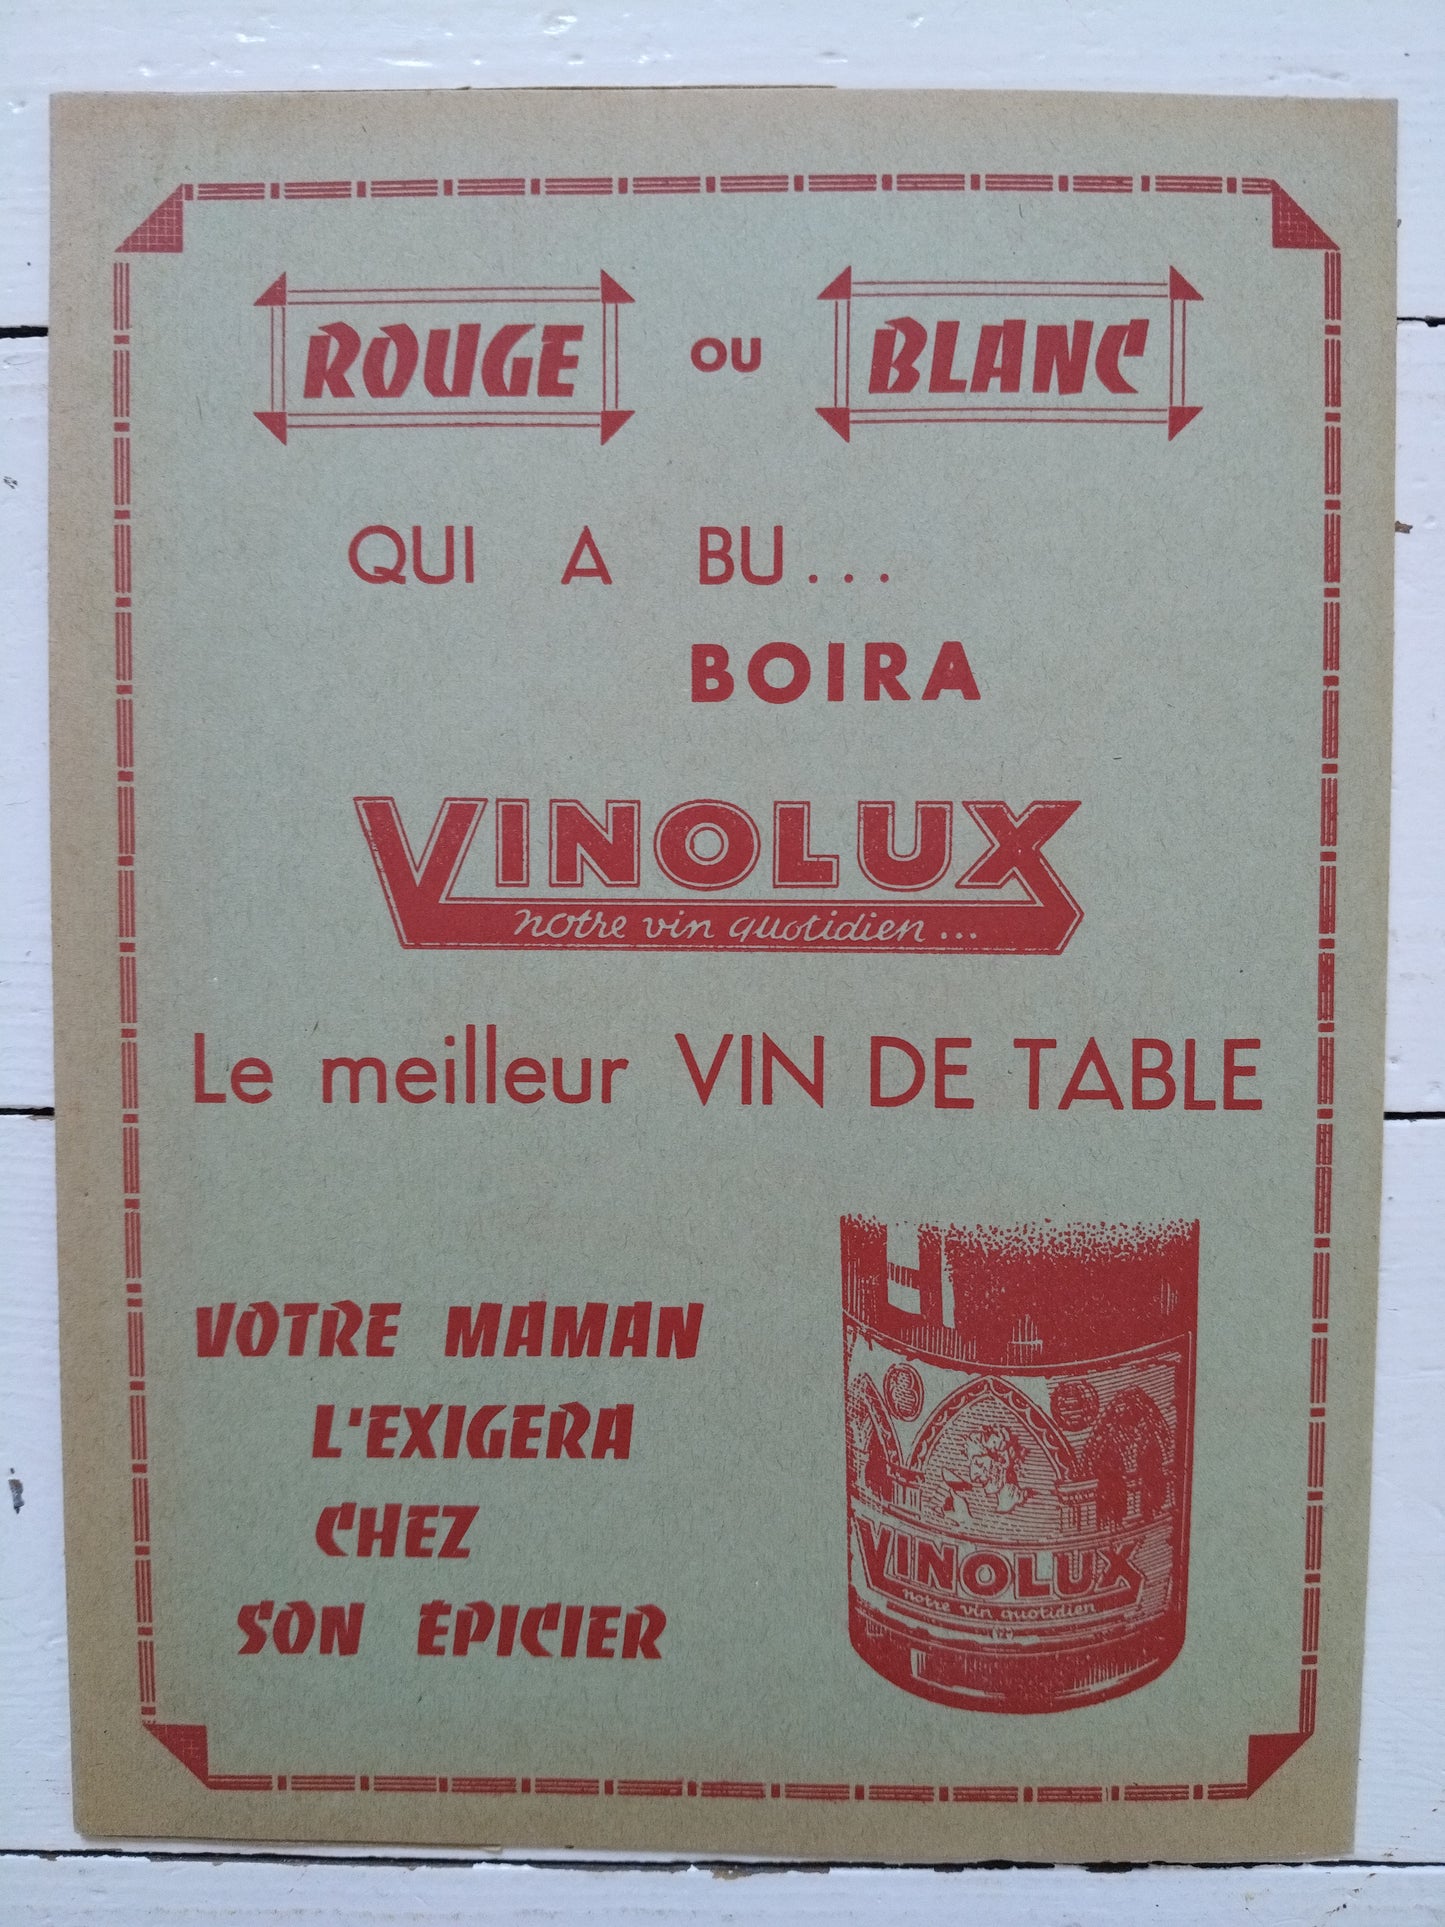 ROUGE OU BLANC
QUI A BU...
BOIRA
VINOLUX
notre vin quotidien...
Le meilleur VIN DE TABLE
VOTRE MAMAN
L'EXIGERA
CHEZ
SON ÉPICIER
VINOLUX
notre vin quotidien